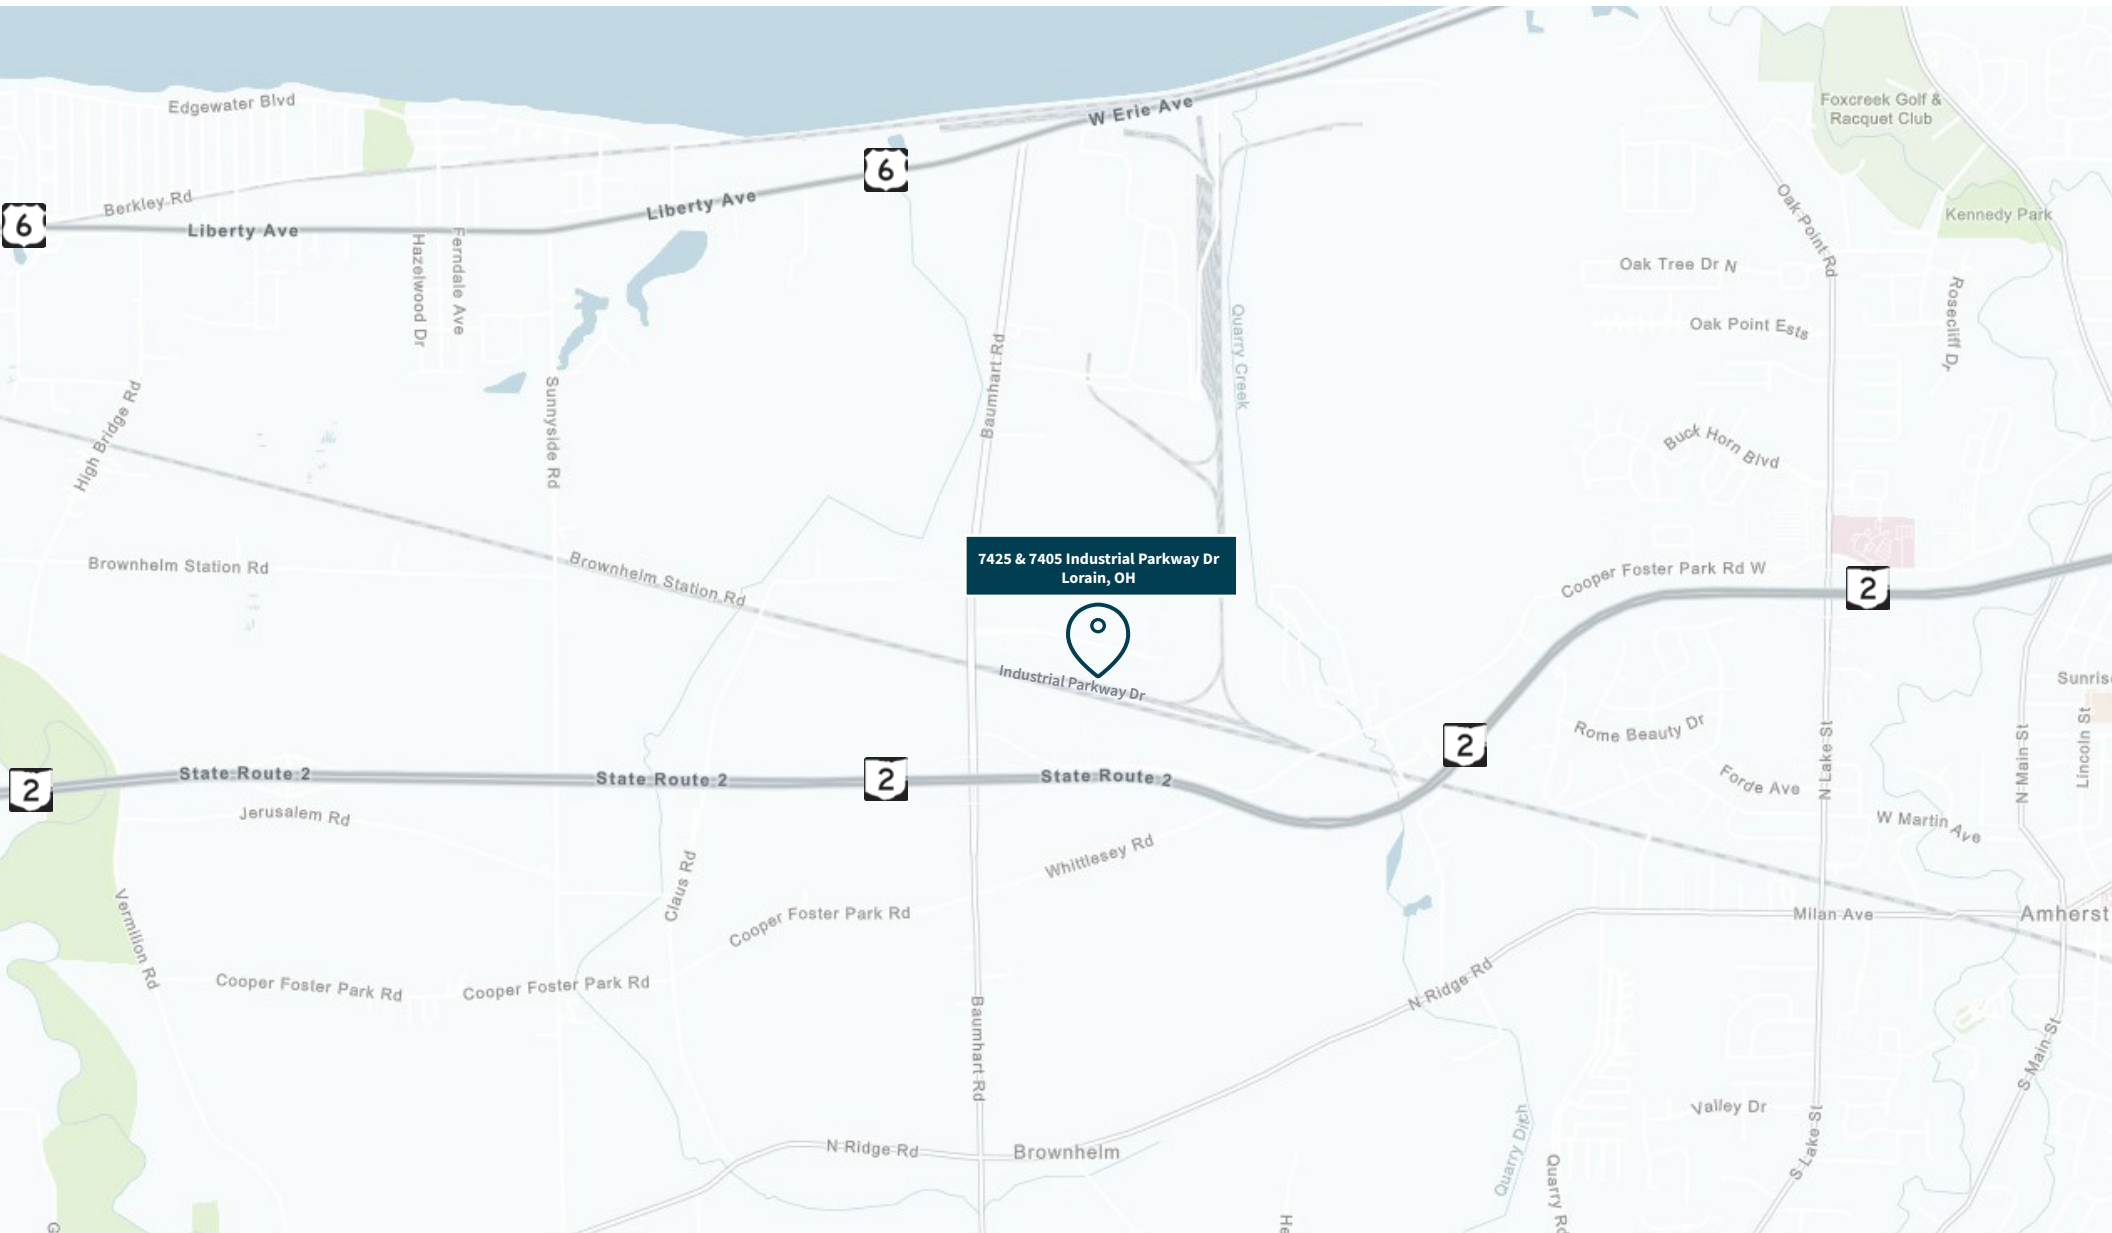 Edgewater Blvd
W Erie Ave
Foxcreek Golf &
Racquet Club
6
Berkley Rd
Liberty Ave
6
Liberty Ave
Oak Point Rd
Kennedy Park
Hazelwood Dr
Ferndale Ave
Oak Tree Dr N
Rosecliff Dr
Oak Point Ests
Quarry Creek
Baumhart Rd
High Bridge Rd
Sunnyside Rd
Buck Horn Blvd
7425 & 7405 Industrial Parkway Dr
Lorain, OH
Brownhelm Station Rd
Brownhelm Station Rd
Cooper Foster Park Rd W
2
Industrial Parkway Dr
Sunris
Rome Beauty Dr
2
N Lake St
N Main St
Lincoln St
2
State Route 2
State Route 2
2
State Route 2
Forde Ave
Jerusalem Rd
W Martin Ave
Whittlesey Rd
Claus Rd
Vermilion Rd
Cooper Foster Park Rd
Milan Ave
Amherst
Cooper Foster Park Rd
Cooper Foster Park Rd
N Ridge Rd
Baumhart Rd
S Main St
Valley Dr
S Lake St
N Ridge Rd
Brownhelm
Quarry Dich
Quarry Rd
G
He